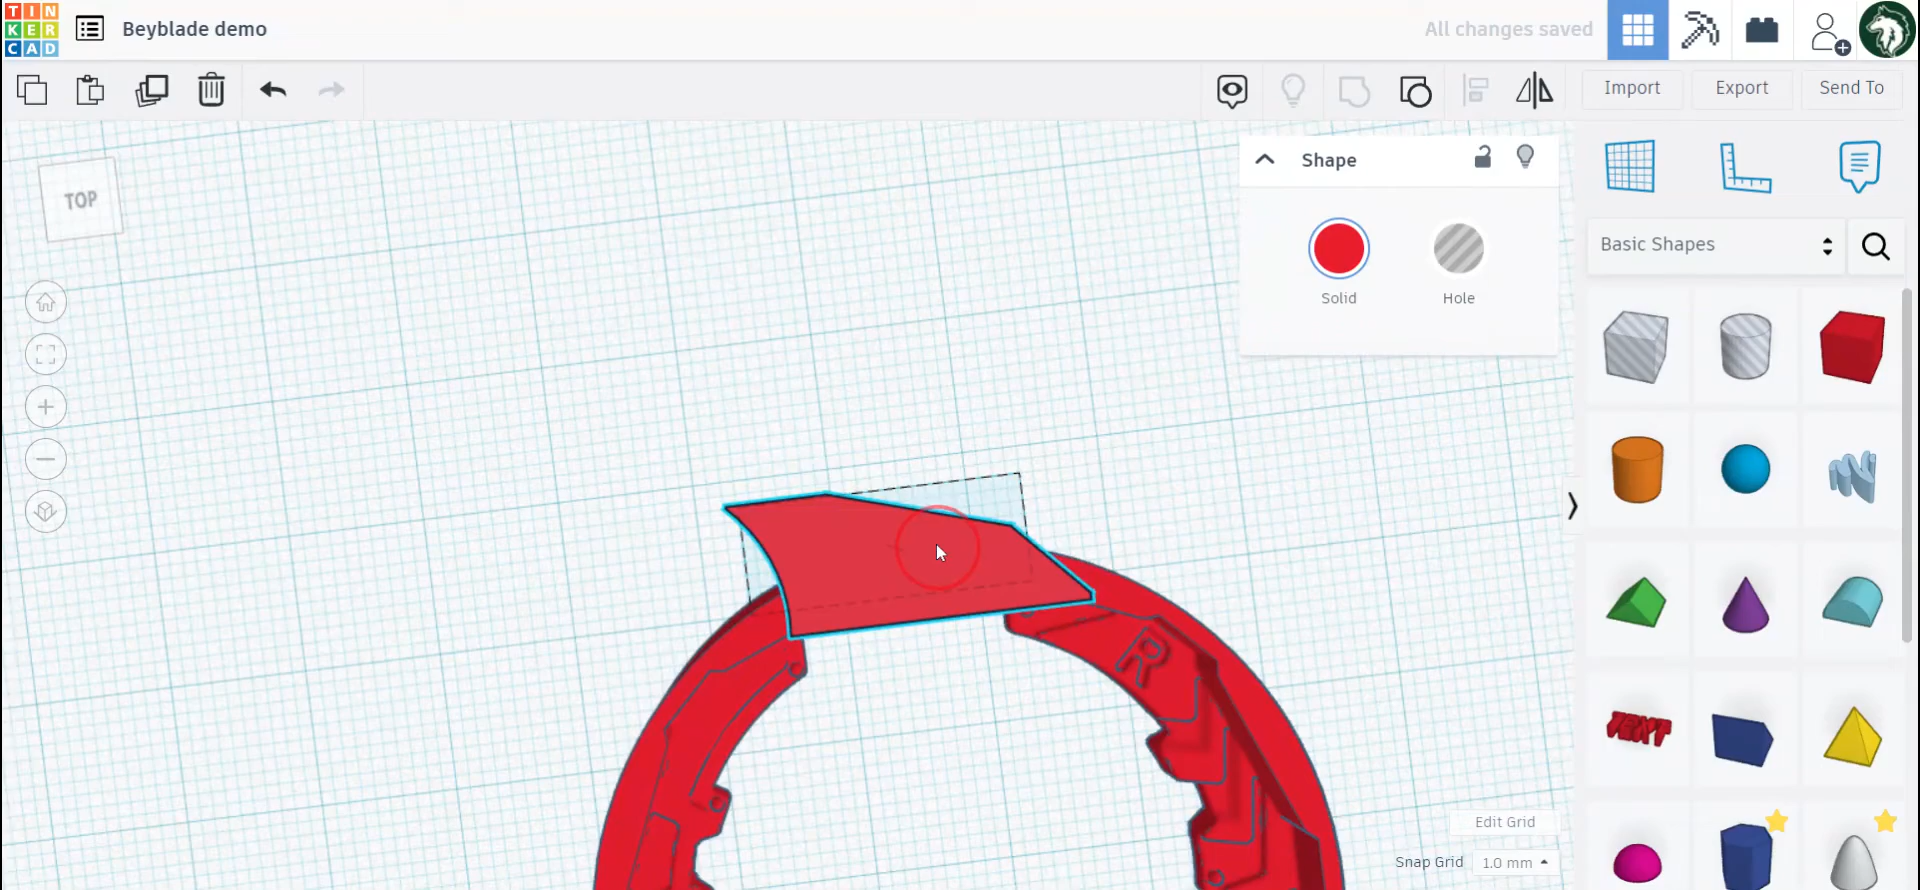 TIN
KER
CAD
Beyblade demo
All changes saved
Import
Export
Send To
TOP
Shape
Solid
Hole
Basic Shapes
TEXT
R
Edit Grid
Snap Grid
1.0 mm